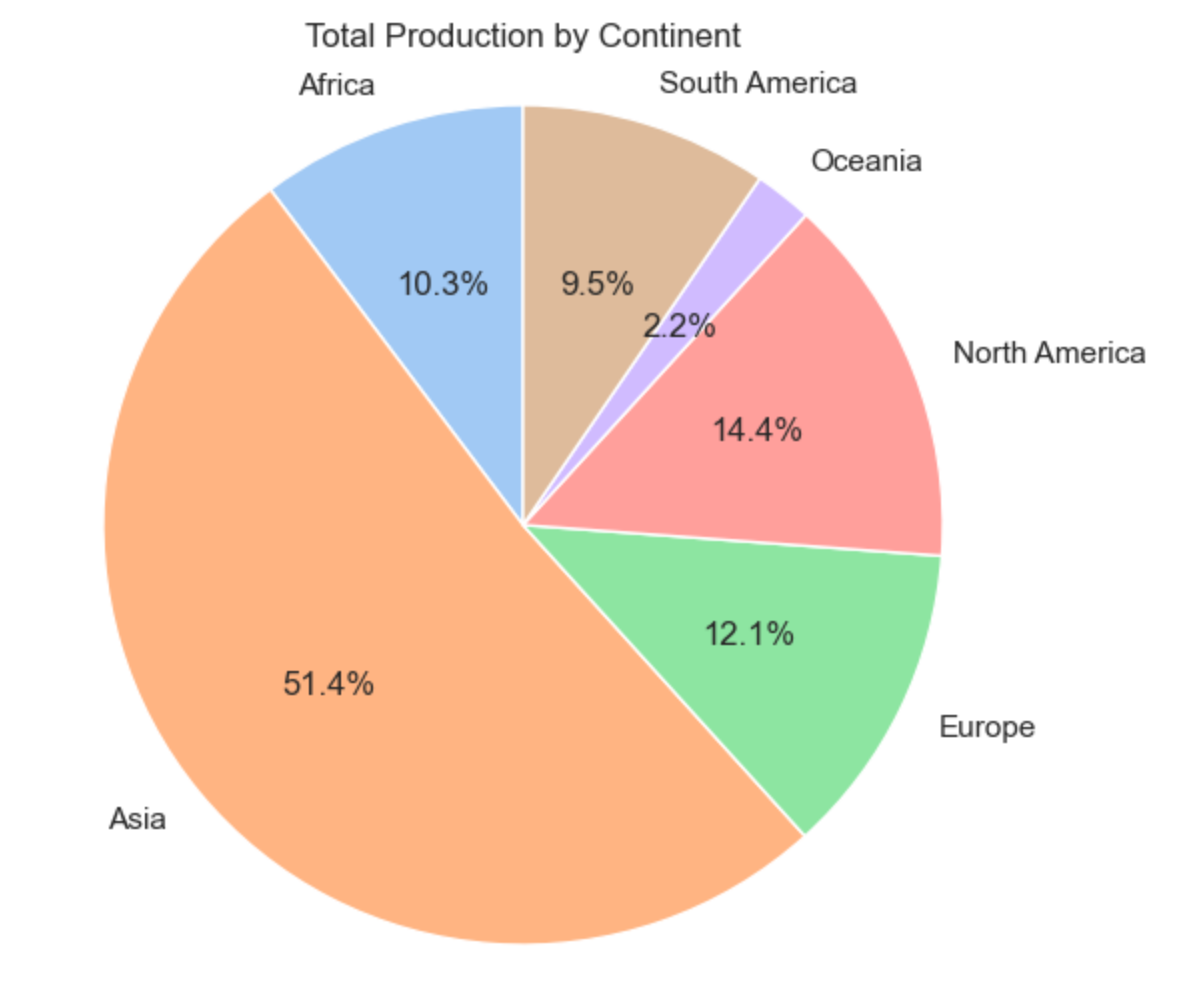 Total Production by Continent
Africa
South America
Oceania
10.3%
9.5%
2.2%
North America
14.4%
12.1%
51.4%
Europe
Asia